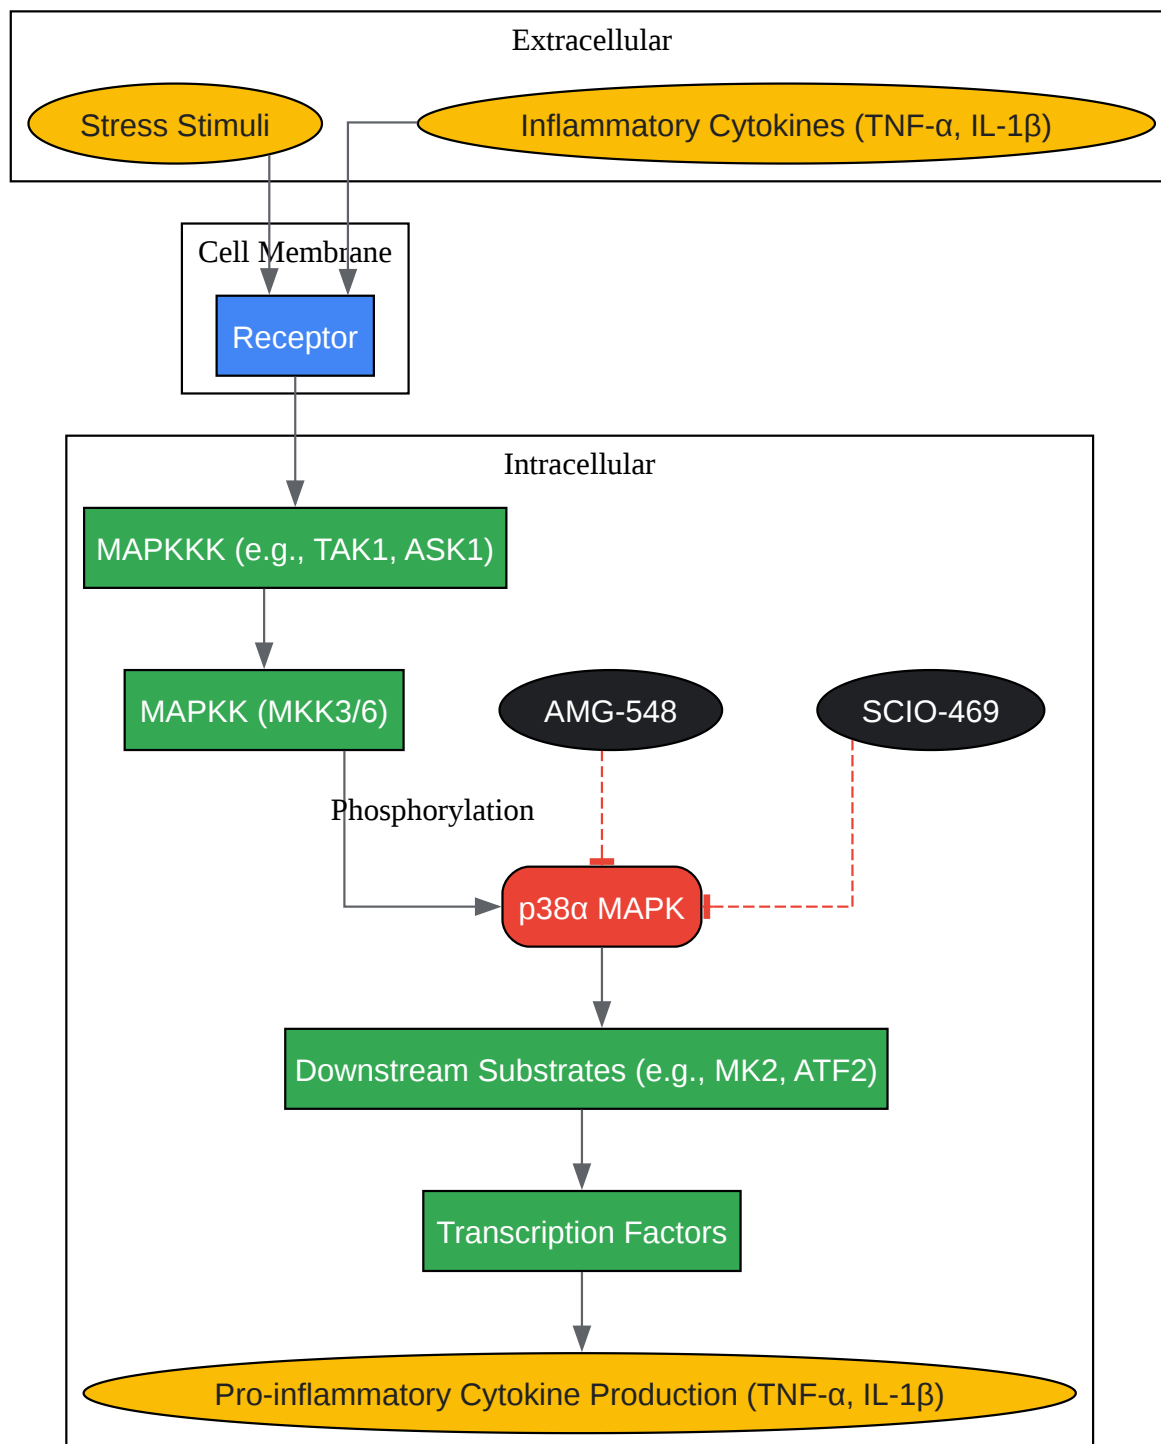 Extracellular
Stress Stimuli
Inflammatory Cytokines (TNF-α, IL-1β)
Cell Membrane
Receptor
Intracellular
MAPKKK (e.g., TAK1, ASK1)
MAPKK (MKK3/6)
AMG-548
SCIO-469
Phosphorylation
p38α MAPK
Downstream Substrates (e.g., MK2, ATF2)
Transcription Factors
Pro-inflammatory Cytokine Production (TNF-α, IL-1β)